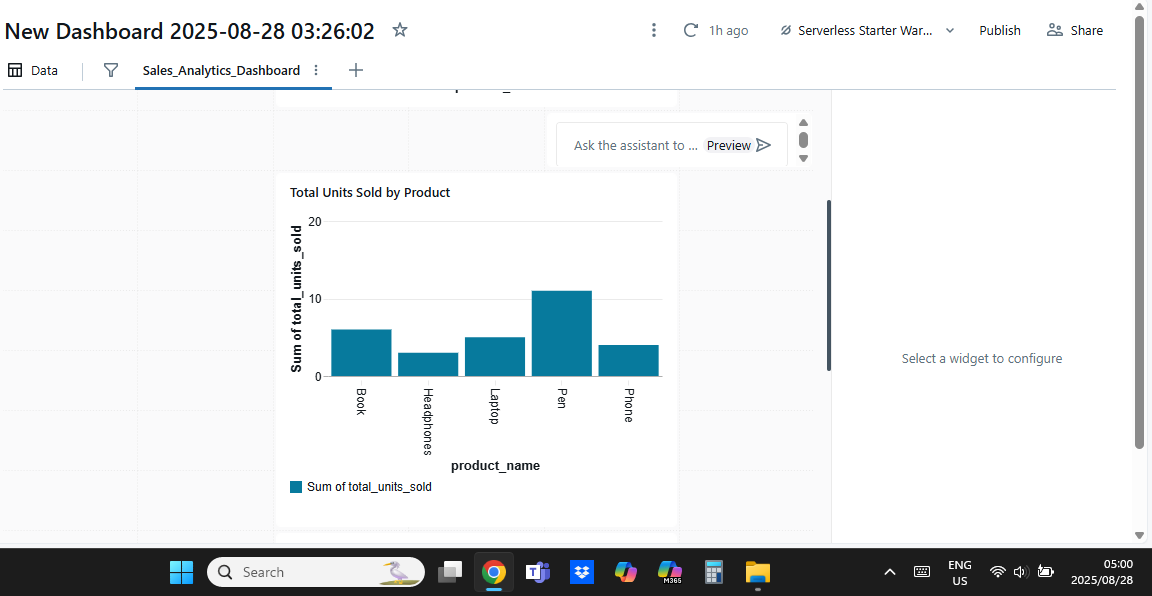 New Dashboard 2025-08-28 03:26:02
1h ago
Serverless Starter War...
Publish
Share
Data
Sales_Analytics_Dashboard
Ask the assistant to ...
Preview
Total Units Sold by Product
Sum of total_units_sold
20
10
0
Book
Headphones
Laptop
Pen
Phone
product_name
Sum of total_units_sold
Select a widget to configure
Search
T
M365
ENG
US
05:00
2025/08/28